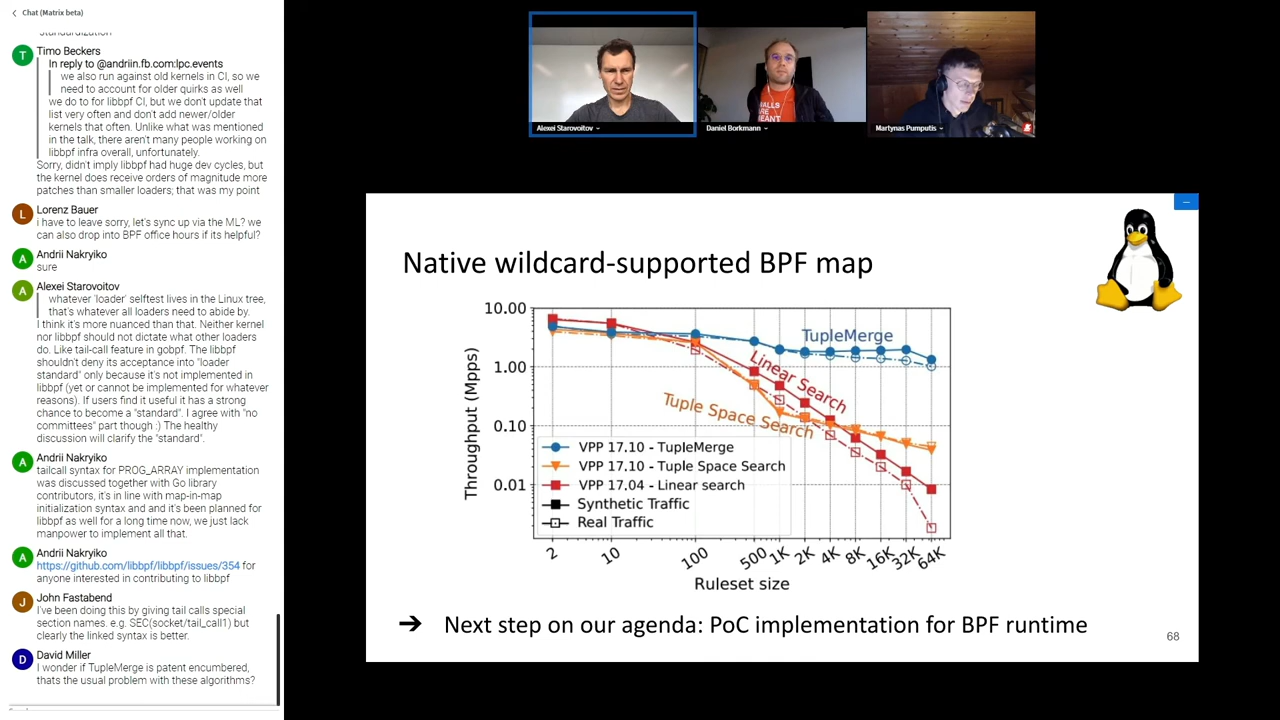 Chat (Matrix beta)
standardization
T
Timo Beckers
In reply to @andriin.fb.com:lpc.events
we also run against old kernels in CI, so we
need to account for older quirks as well
we do to for libbpf CI, but we don't update that
list very often and don't add newer/older
kernels that often. Unlike what was mentioned
in the talk, there aren't many people working on
libbpf infra overall, unfortunately.
Sorry, didn't imply libbpf had huge dev cycles, but
the kernel does receive orders of magnitude more
patches than smaller loaders; that was my point
L
Lorenz Bauer
i have to leave sorry, let's sync up via the ML? we
can also drop into BPF office hours if its helpful?
A
Andrii Nakryiko
sure
A
Alexei Starovoitov
whatever 'loader' selftest lives in the Linux tree,
that's whatever all loaders need to abide by.
I think it's more nuanced than that. Neither kernel
nor libbpf should not dictate what other loaders
do. Like tail-call feature in gobpf. The libbpf
shouldn't deny its acceptance into "loader
standard" only because it's not implemented in
libbpf (yet or cannot be implemented for whatever
reasons). If users find it useful it has a strong
chance to become a "standard". I agree with "no
committees" part though :) The healthy
discussion will clarify the "standard".
A
Andrii Nakryiko
tailcall syntax for PROG_ARRAY implementation
was discussed together with Go library
contributors, it's in line with map-in-map
initialization syntax and and it's been planned for
libbpf as well for a long time now, we just lack
manpower to implement all that.
A
Andrii Nakryiko
https://github.com/libbpf/libbpf/issues/354 for
anyone interested in contributing to libbpf
J
John Fastabend
I've been doing this by giving tail calls special
section names. e.g. SEC(socket/tail_call1) but
clearly the linked syntax is better.
D
David Miller
I wonder if TupleMerge is patent encumbered,
thats the usual problem with these algorithms?
Alexei Starovoitov
Daniel Borkmann
Martynas Pumputis
Native wildcard-supported BPF map
10.00
1.00
0.10
0.01
Throughput (Mpps)
TupleMerge
Linear Search
Tuple Space Search
VPP 17.10 - TupleMerge
VPP 17.10 - Tuple Space Search
VPP 17.04 - Linear search
Synthetic Traffic
Real Traffic
2 10 100 500 1K 2K 4K 8K 16K 32K 64K
Ruleset size
➔ Next step on our agenda: PoC implementation for BPF runtime
68